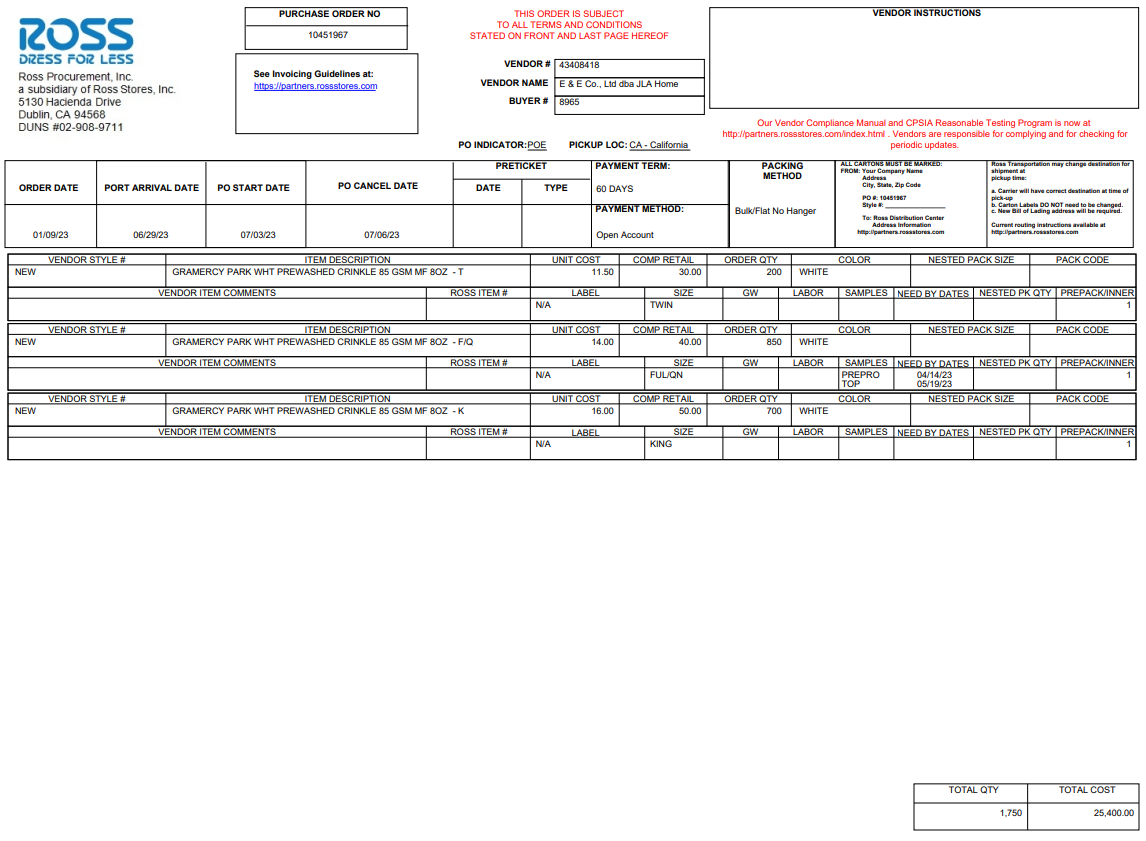 ROSS
DRESS FOR LESS
Ross Procurement, Inc.
a subsidiary of Ross Stores, Inc.
5130 Hacienda Drive
Dublin, CA 94568
DUNS #02-908-9711
PURCHASE ORDER NO
10451967
See Invoicing Guidelines at:
https://partners.rossstores.com
THIS ORDER IS SUBJECT
TO ALL TERMS AND CONDITIONS
STATED ON FRONT AND LAST PAGE HEREOF
VENDOR # 43408418
VENDOR NAME E & E Co., Ltd dba JLA Home
BUYER # 8965
PO INDICATOR:POE PICKUP LOC: CA - California
VENDOR INSTRUCTIONS
Our Vendor Compliance Manual and CPSIA Reasonable Testing Program is now at
http://partners.rossstores.com/index.html . Vendors are responsible for complying and for checking for
periodic updates.
ORDER DATE PORT ARRIVAL DATE PO START DATE PO CANCEL DATE
01/09/23 06/29/23 07/03/23 07/06/23
PRETICKET
DATE TYPE
PAYMENT TERM:
60 DAYS
PAYMENT METHOD:
Open Account
PACKING
METHOD
Bulk/Flat No Hanger
ALL CARTONS MUST BE MARKED:
FROM: Your Company Name
Address
City, State, Zip Code
PO #: 10451967
Style #: ________________
To: Ross Distribution Center
Address Information
http://partners.rossstores.com
Ross Transportation may change destination for
shipment at
pickup time:
a. Carrier will have correct destination at time of
pick-up
b. Carton Labels DO NOT need to be changed.
c. New Bill of Lading address will be required.
Current routing instructions available at
http://partners.rossstores.com
VENDOR STYLE # ITEM DESCRIPTION UNIT COST COMP RETAIL ORDER QTY COLOR NESTED PACK SIZE PACK CODE
NEW GRAMERCY PARK WHT PREWASHED CRINKLE 85 GSM MF 8OZ - T 11.50 30.00 200 WHITE
VENDOR ITEM COMMENTS ROSS ITEM # LABEL SIZE GW LABOR SAMPLES NEED BY DATES NESTED PK QTY PREPACK/INNER
N/A TWIN 1
VENDOR STYLE # ITEM DESCRIPTION UNIT COST COMP RETAIL ORDER QTY COLOR NESTED PACK SIZE PACK CODE
NEW GRAMERCY PARK WHT PREWASHED CRINKLE 85 GSM MF 8OZ - F/Q 14.00 40.00 850 WHITE
VENDOR ITEM COMMENTS ROSS ITEM # LABEL SIZE GW LABOR SAMPLES NEED BY DATES NESTED PK QTY PREPACK/INNER
N/A FUL/QN PREPRO 04/14/23 1
TOP 05/19/23
VENDOR STYLE # ITEM DESCRIPTION UNIT COST COMP RETAIL ORDER QTY COLOR NESTED PACK SIZE PACK CODE
NEW GRAMERCY PARK WHT PREWASHED CRINKLE 85 GSM MF 8OZ - K 16.00 50.00 700 WHITE
VENDOR ITEM COMMENTS ROSS ITEM # LABEL SIZE GW LABOR SAMPLES NEED BY DATES NESTED PK QTY PREPACK/INNER
N/A KING 1
TOTAL QTY TOTAL COST
1,750 25,400.00